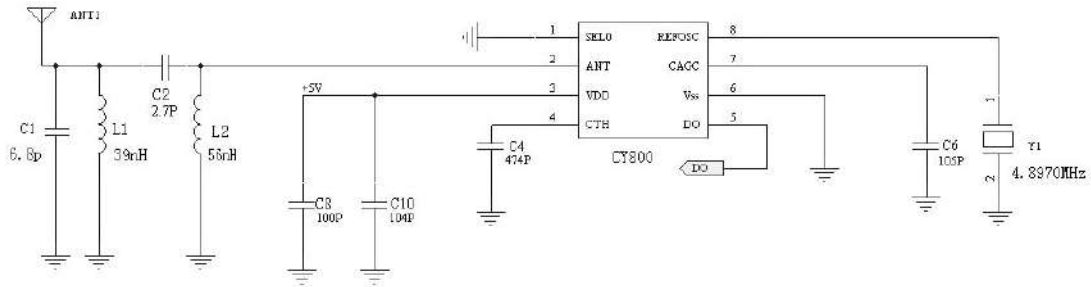 ANT1
C1
6.8p
L1
39nH
C2
2.7P
L2
56nH
+5V
C8
100P
C10
104P
C4
474P
1
2
3
4
SEL0
ANT
VDD
CTH
REFOSC
CAGC
Vss
DO
8
7
6
5
CY800
DO
C6
105P
1
2
Y1
4.8970MHz